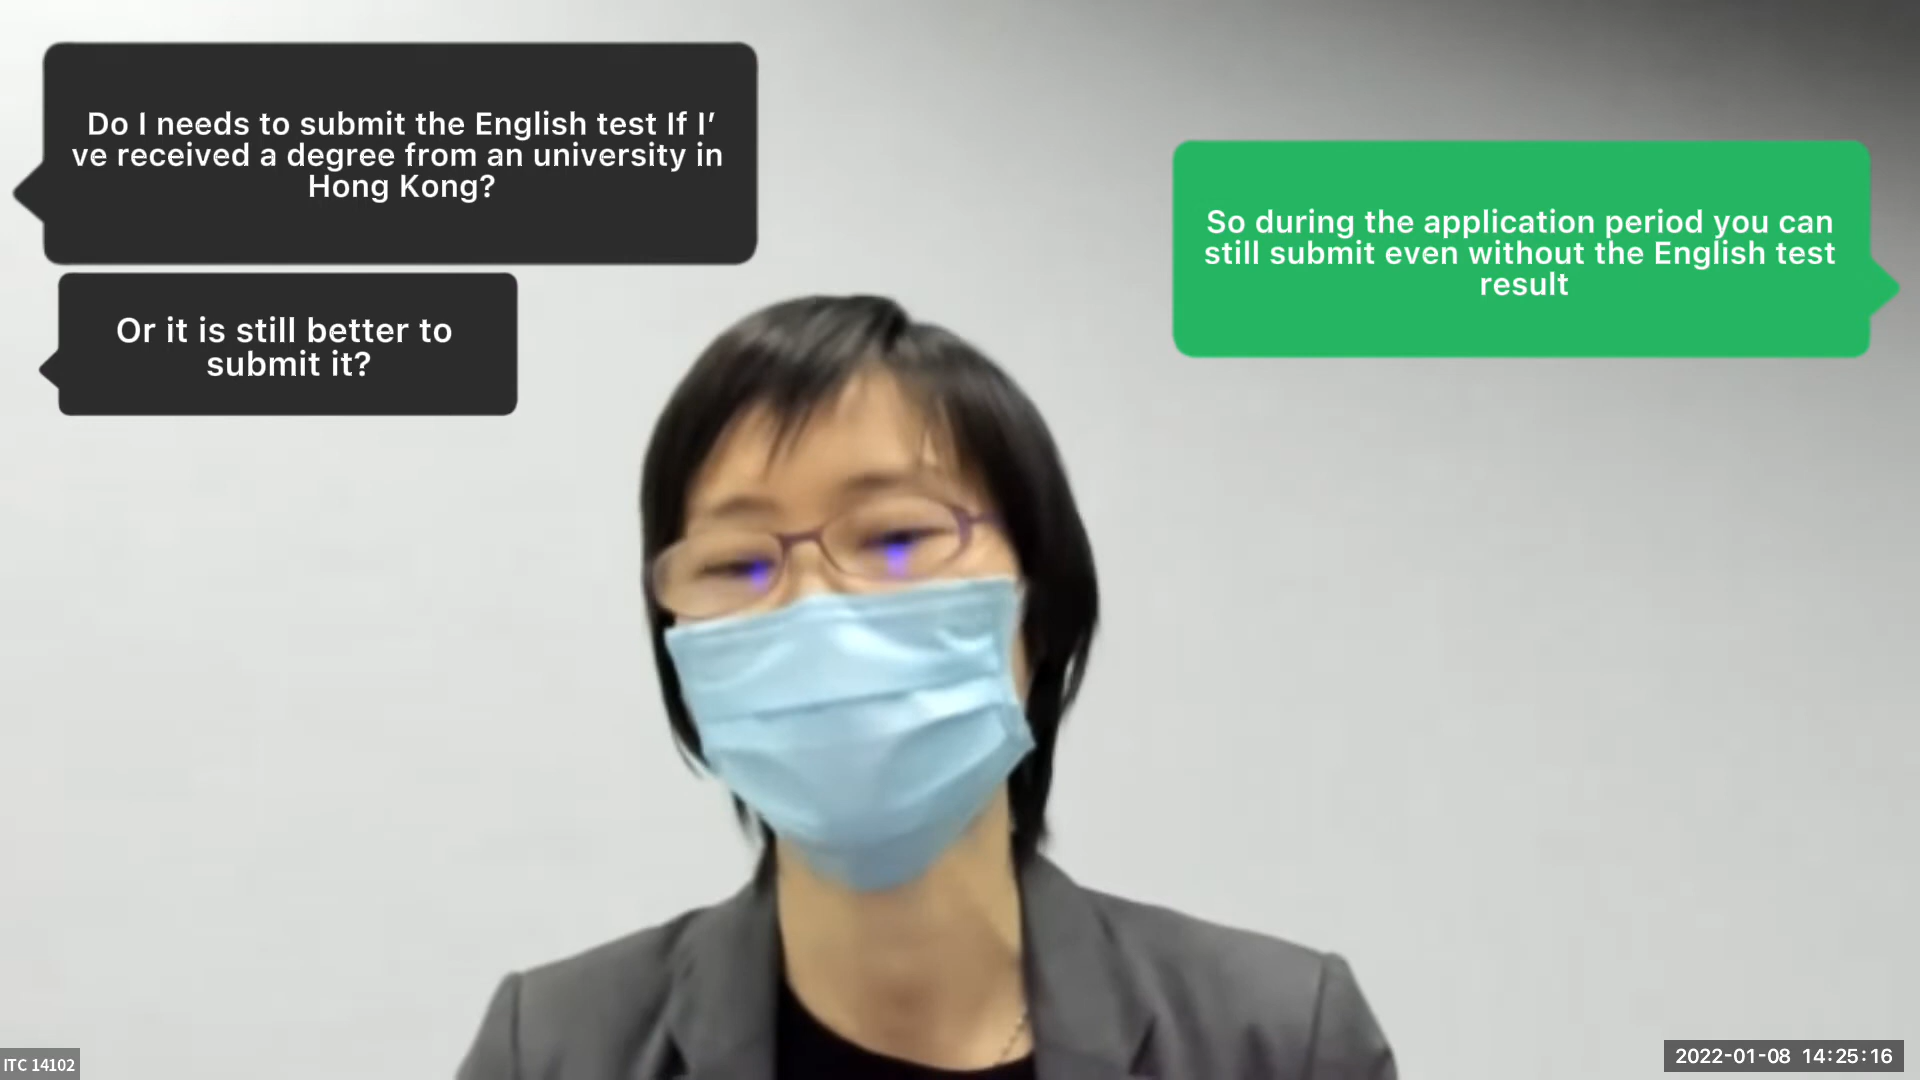 Do I needs to submit the English test If I’
ve received a degree from an university in
Hong Kong?
Or it is still better to
submit it?
So during the application period you can
still submit even without the English test
result
ITC 14102
2022-01-08 14:25:16